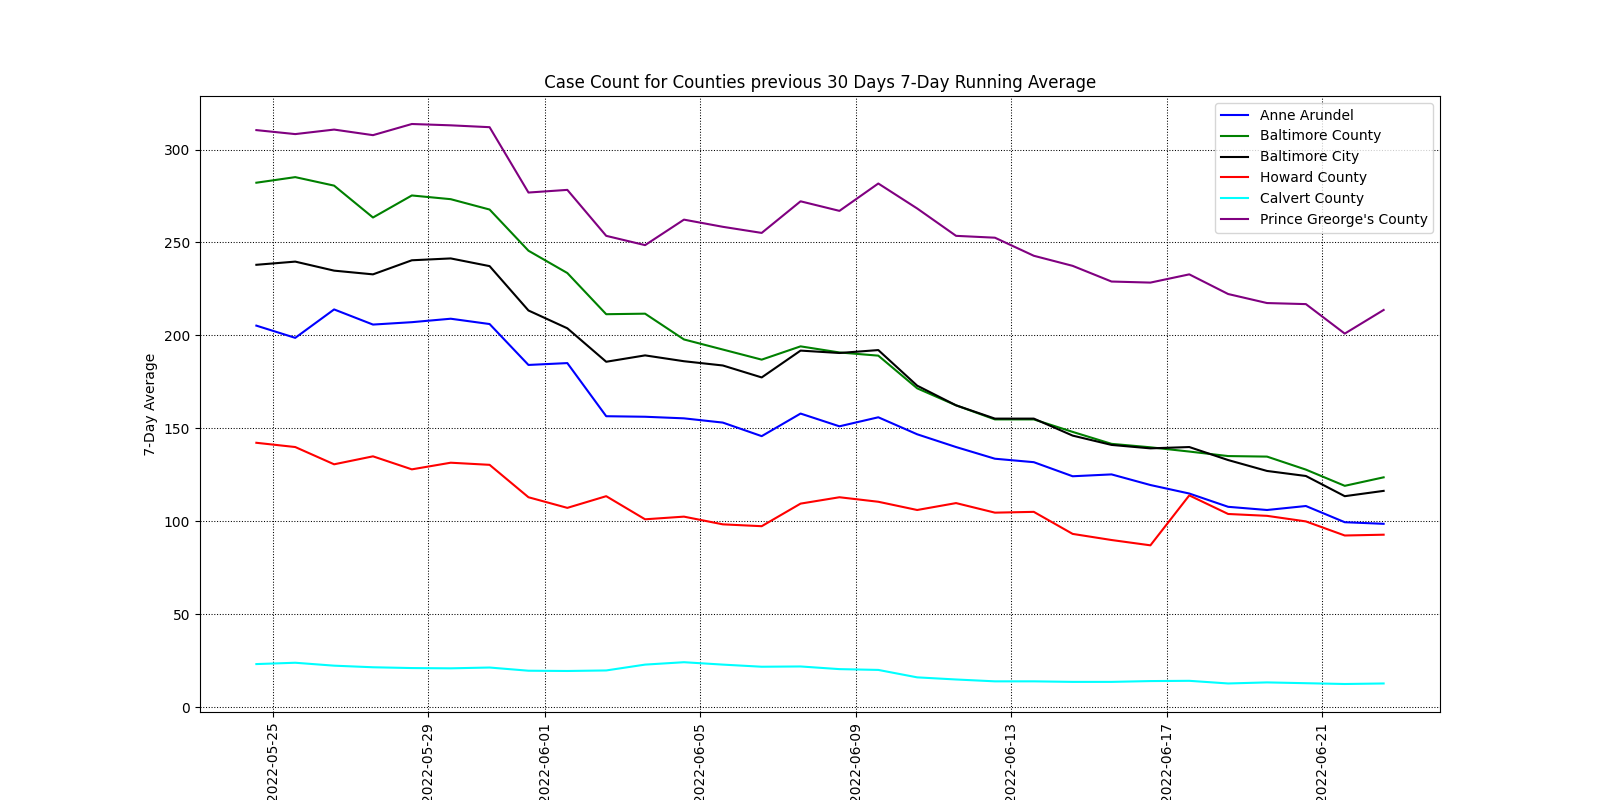 Case Count for Counties previous 30 Days 7-Day Running Average
Anne Arundel
Baltimore County
Baltimore City
Howard County
Calvert County
Prince Greorge's County
7-Day Average
300
250
200
150
100
50
0
2022-05-25
2022-05-29
2022-06-01
2022-06-05
2022-06-09
2022-06-13
2022-06-17
2022-06-21